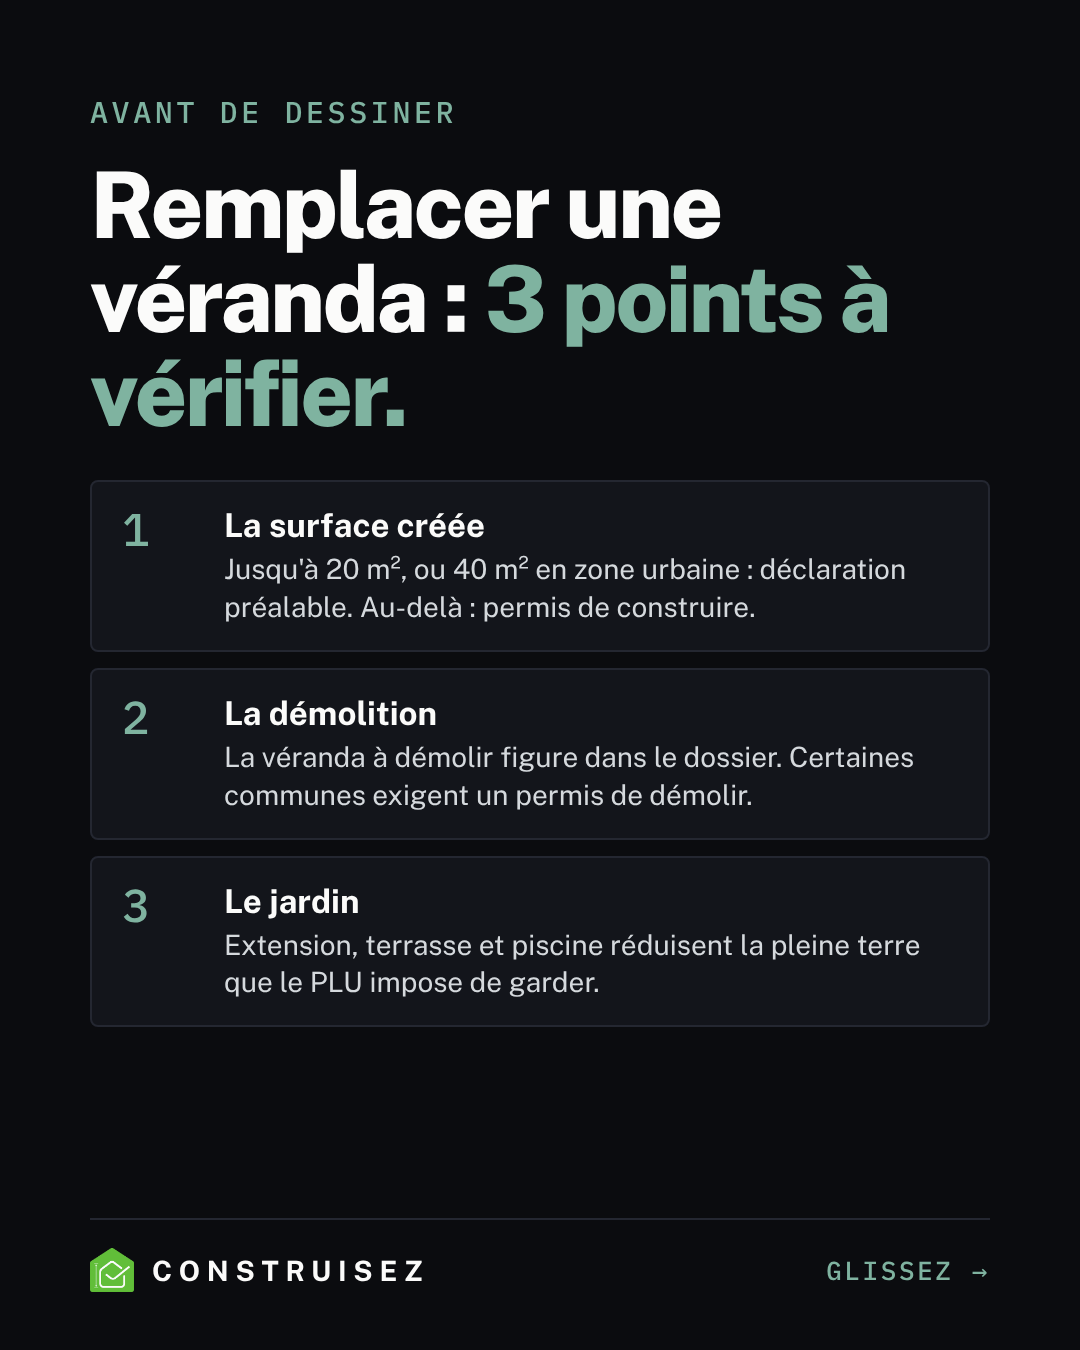 AVANT DE DESSINER
Remplacer une
véranda : 3 points à
vérifier.
1
La surface créée
Jusqu'à 20 m², ou 40 m² en zone urbaine : déclaration
préalable. Au-delà : permis de construire.
2
La démolition
La véranda à démolir figure dans le dossier. Certaines
communes exigent un permis de démolir.
3
Le jardin
Extension, terrasse et piscine réduisent la pleine terre
que le PLU impose de garder.
CONSTRUISEZ
GLISSEZ →